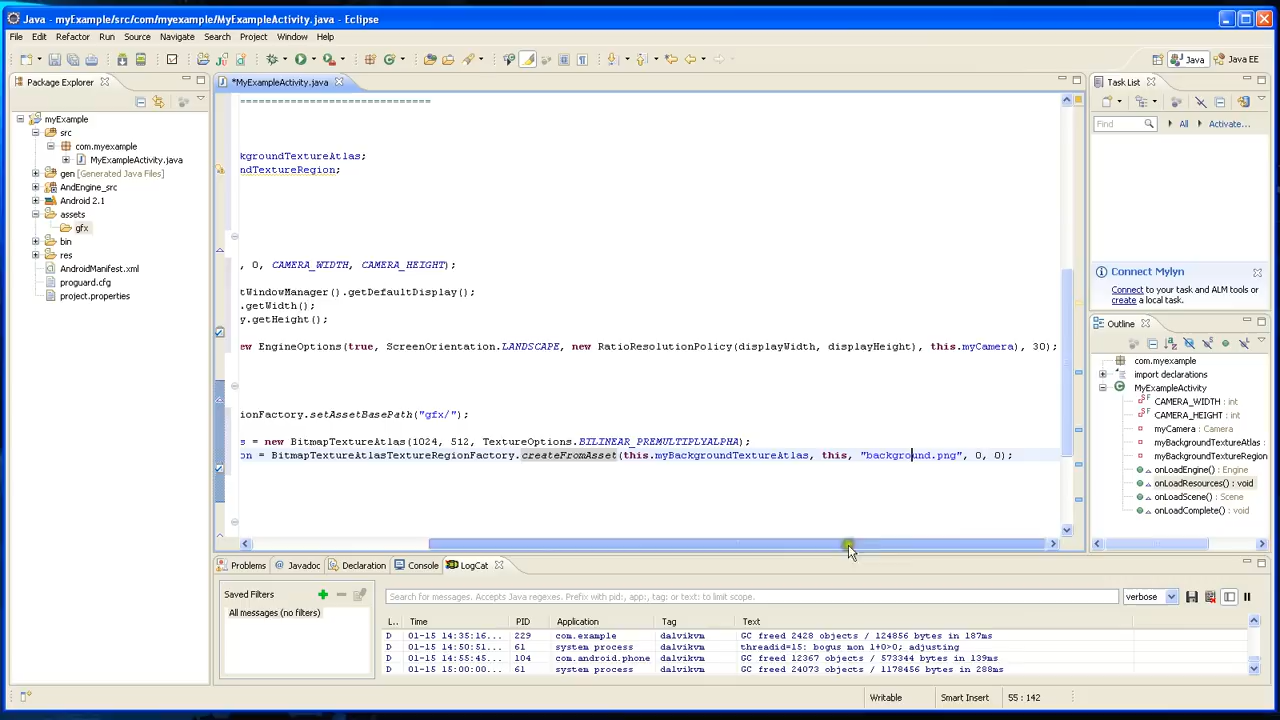 Java - myExample/src/com/myexample/MyExampleActivity.java - Eclipse
File Edit Refactor Run Source Navigate Search Project Window Help
Java Java EE
Package Explorer
myExample
src
com.myexample
MyExampleActivity.java
gen [Generated Java Files]
AndEngine_src
Android 2.1
assets
gfx
bin
res
AndroidManifest.xml
proguard.cfg
project.properties
*MyExampleActivity.java
==============================
kgroundTextureAtlas;
ndTextureRegion;
, 0, CAMERA_WIDTH, CAMERA_HEIGHT);
tWindowManager().getDefaultDisplay();
.getWidth();
y.getHeight();
ew EngineOptions(true, ScreenOrientation.LANDSCAPE, new RatioResolutionPolicy(displayWidth, displayHeight), this.myCamera), 30);
ionFactory.setAssetBasePath("gfx/");
s = new BitmapTextureAtlas(1024, 512, TextureOptions.BILINEAR_PREMULTIPLYALPHA);
on = BitmapTextureAtlasTextureRegionFactory.createFromAsset(this.myBackgroundTextureAtlas, this, "background.png", 0, 0);
Task List
Find All Activate...
Connect Mylyn
Connect to your task and ALM tools or
create a local task.
Outline
com.myexample
import declarations
MyExampleActivity
CAMERA_WIDTH : int
CAMERA_HEIGHT : int
myCamera : Camera
myBackgroundTextureAtlas
myBackgroundTextureRegion
onLoadEngine() : Engine
onLoadResources() : void
onLoadScene() : Scene
onLoadComplete() : void
Problems Javadoc Declaration Console LogCat
Saved Filters
All messages (no filters)
Search for messages. Accepts Java regexes. Prefix with pid:, app:, tag: or text: to limit scope.
verbose
L.. Time PID Application Tag Text
D 01-15 14:35:16... 229 com.example dalvikvm GC freed 2428 objects / 124856 bytes in 187ms
D 01-15 14:50:51... 61 system process dalvikvm threadid=15: bogus mon 1+0>0; adjusting
D 01-15 14:55:45... 104 com.android.phone dalvikvm GC freed 12367 objects / 573344 bytes in 139ms
D 01-15 15:00:00... 61 system process dalvikvm GC freed 24073 objects / 1178456 bytes in 288ms
Writable Smart Insert 55 : 142